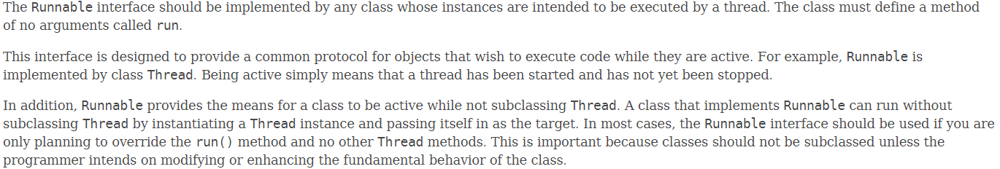 The Runnable interface should be implemented by any class whose instances are intended to be executed by a thread. The class must define a method
of no arguments called run.
This interface is designed to provide a common protocol for objects that wish to execute code while they are active. For example, Runnable is
implemented by class Thread. Being active simply means that a thread has been started and has not yet been stopped.
In addition, Runnable provides the means for a class to be active while not subclassing Thread. A class that implements Runnable can run without
subclassing Thread by instantiating a Thread instance and passing itself in as the target. In most cases, the Runnable interface should be used if you are
only planning to override the run() method and no other Thread methods. This is important because classes should not be subclassed unless the
programmer intends on modifying or enhancing the fundamental behavior of the class.